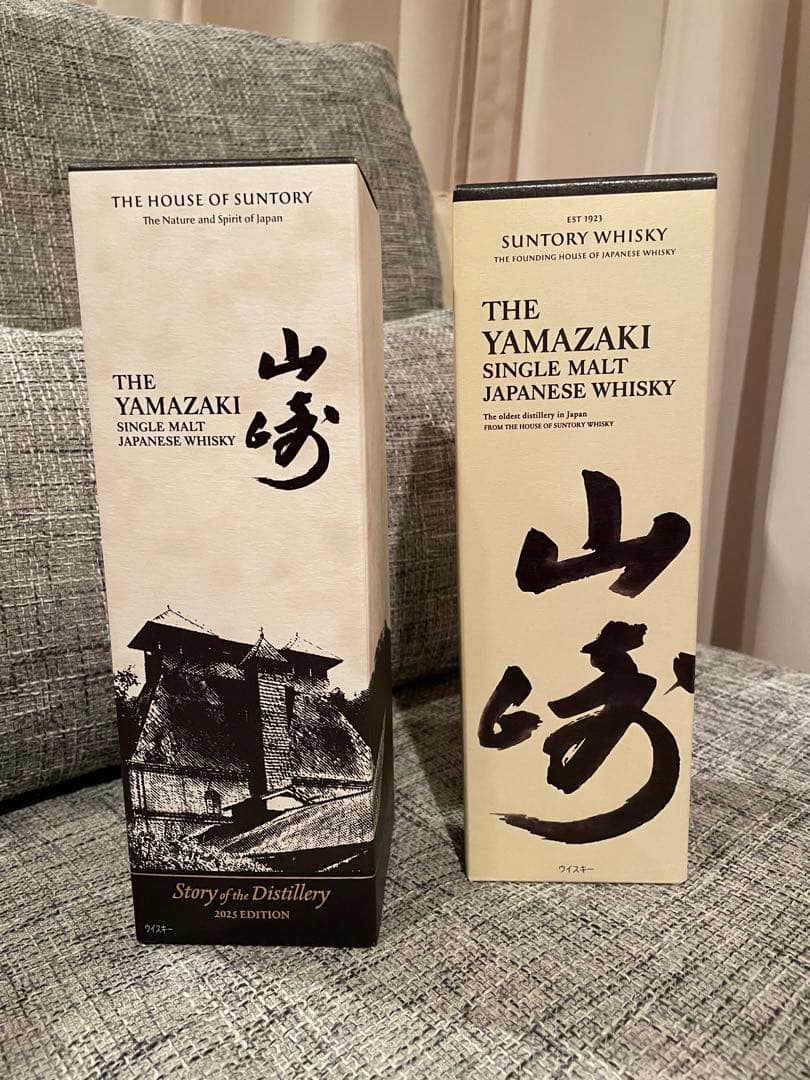 THE HOUSE OF SUNTORY
The Nature and Spirit of Japan
THE
YAMAZAKI
SINGLE MALT
JAPANESE WHISKY
山
崎
Story of the Distillery
2025 EDITION
ウイスキー
EST 1923
SUNTORY WHISKY
THE FOUNDING HOUSE OF JAPANESE WHISKY
THE
YAMAZAKI
SINGLE MALT
JAPANESE WHISKY
The oldest distillery in Japan
FROM THE HOUSE OF SUNTORY WHISKY
山
崎
ウイスキー